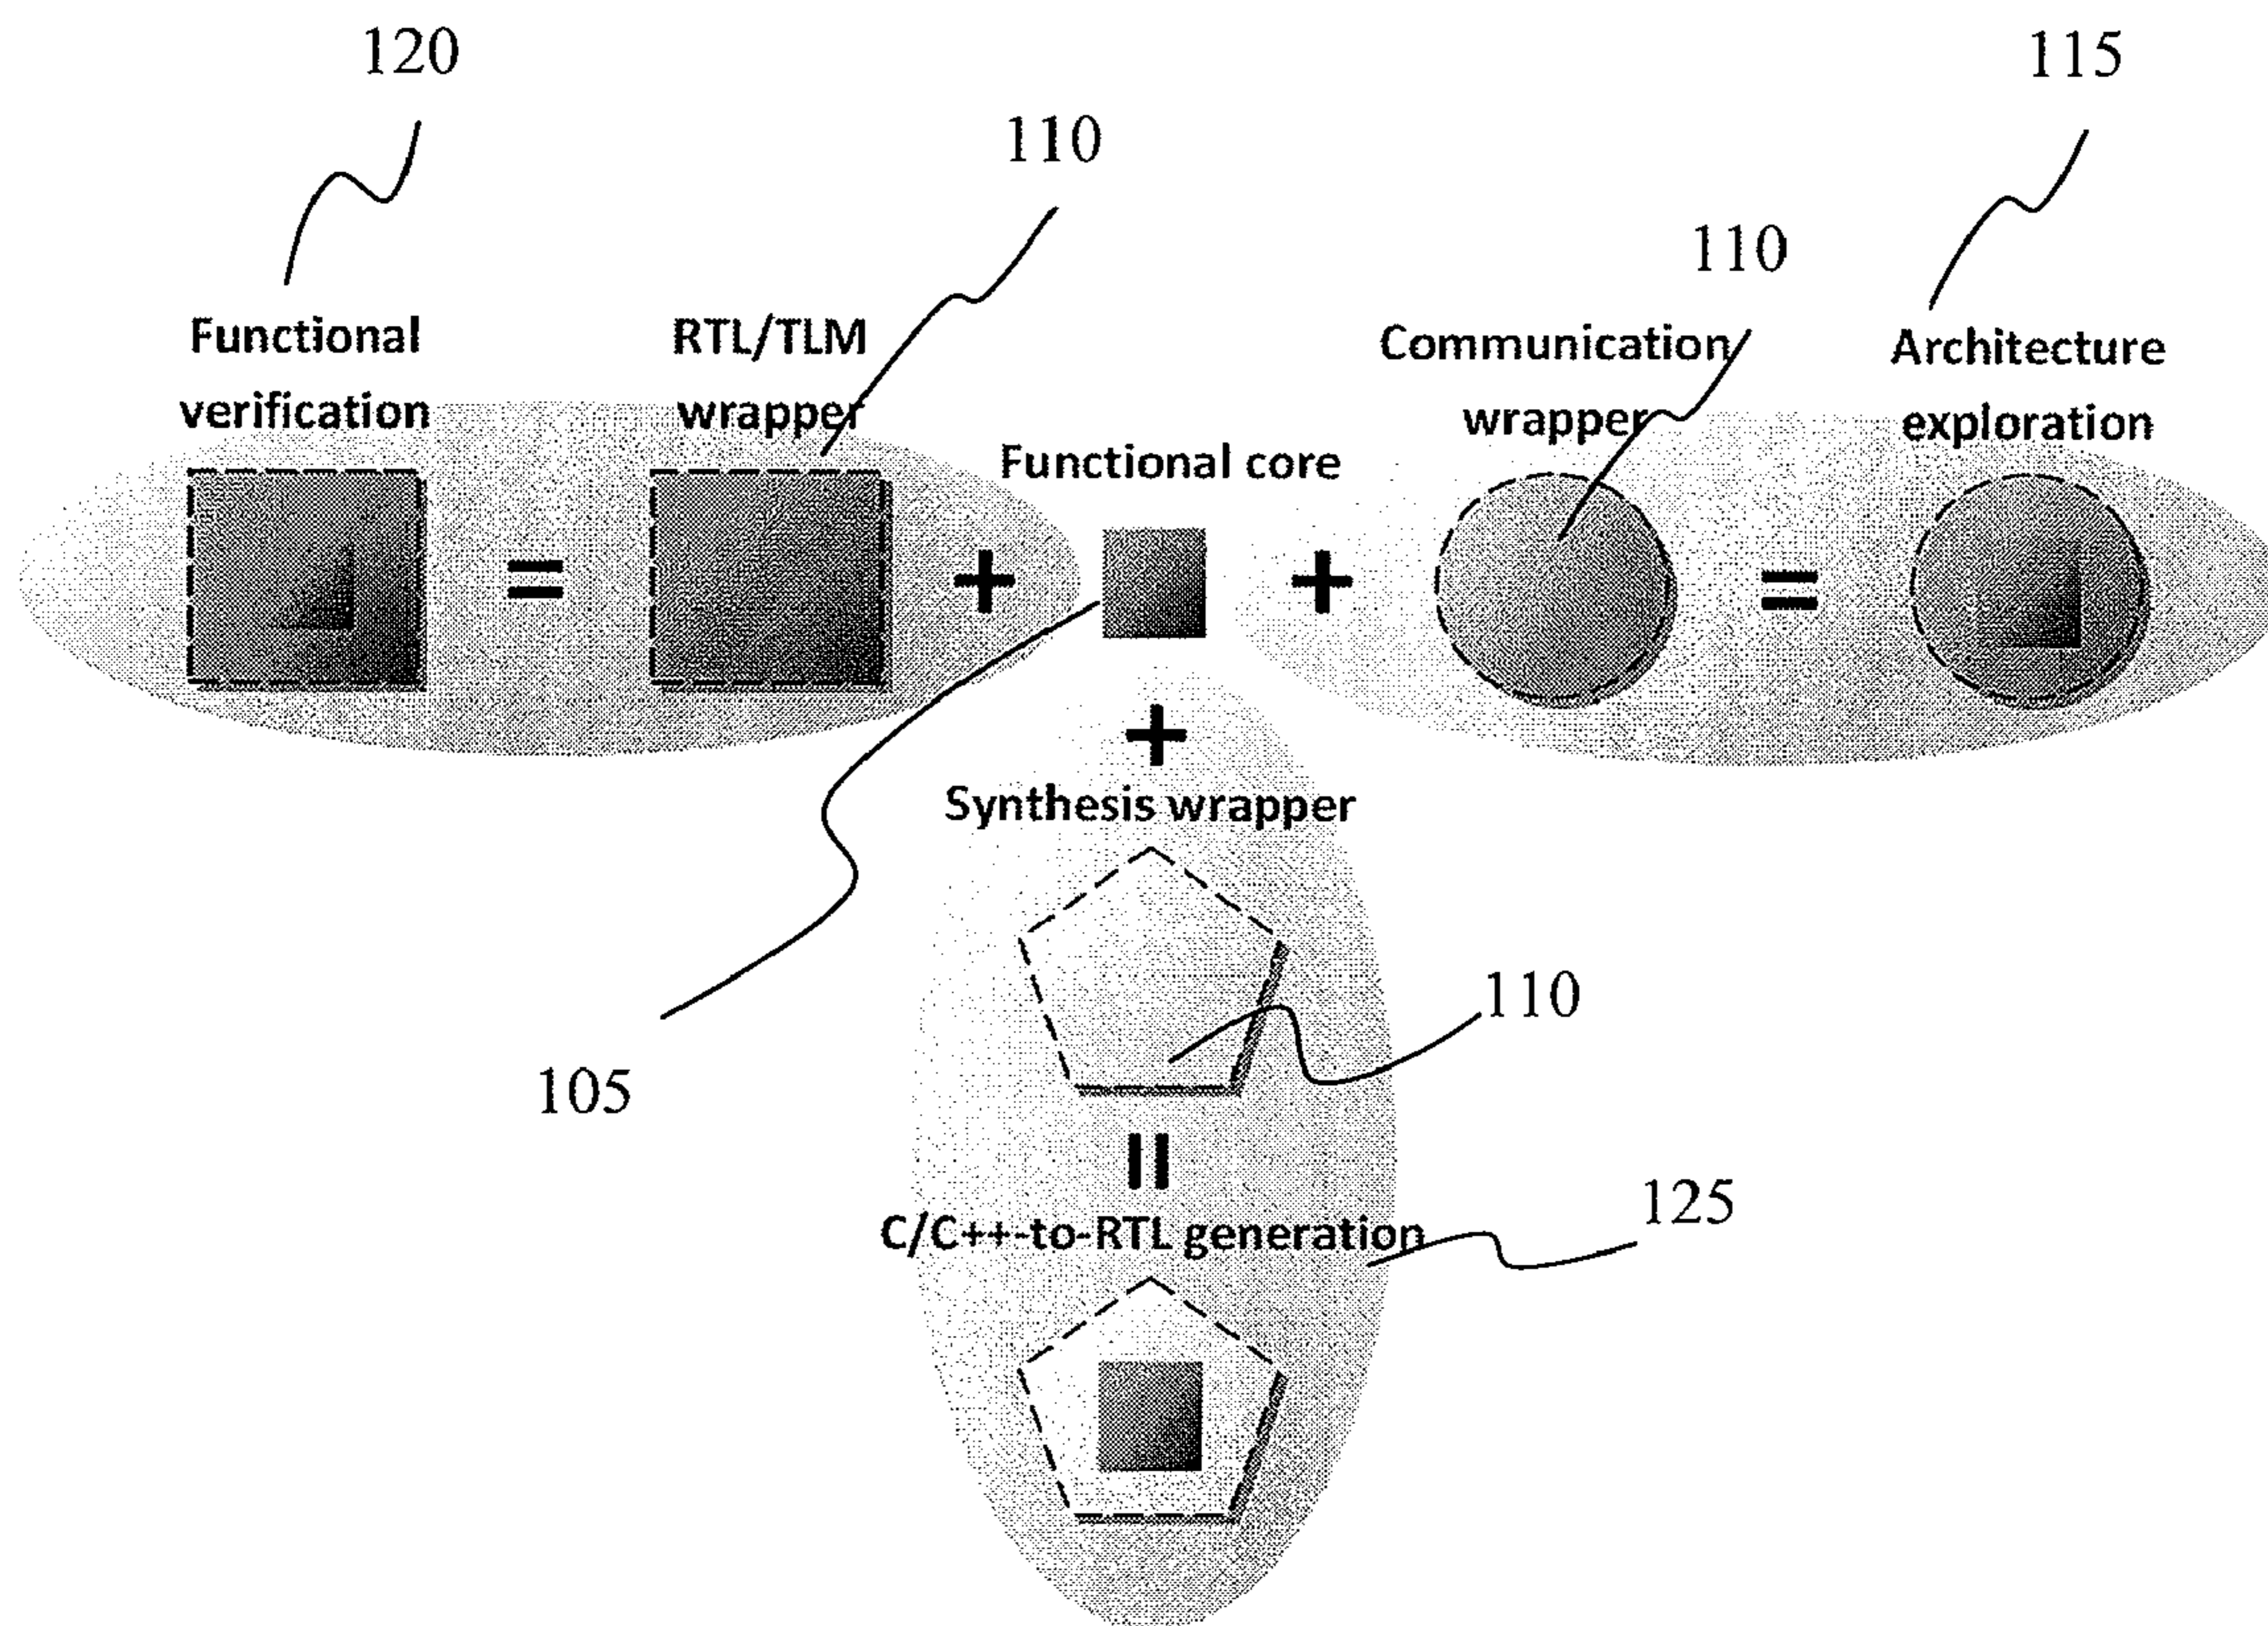 120
115
110
110
Functional
verification
RTL/TLM
wrapper
Functional core
Communication
wrapper
Architecture
exploration
=
+
+
=
+
Synthesis wrapper
110
105
=
125
C/C++-to-RTL generation